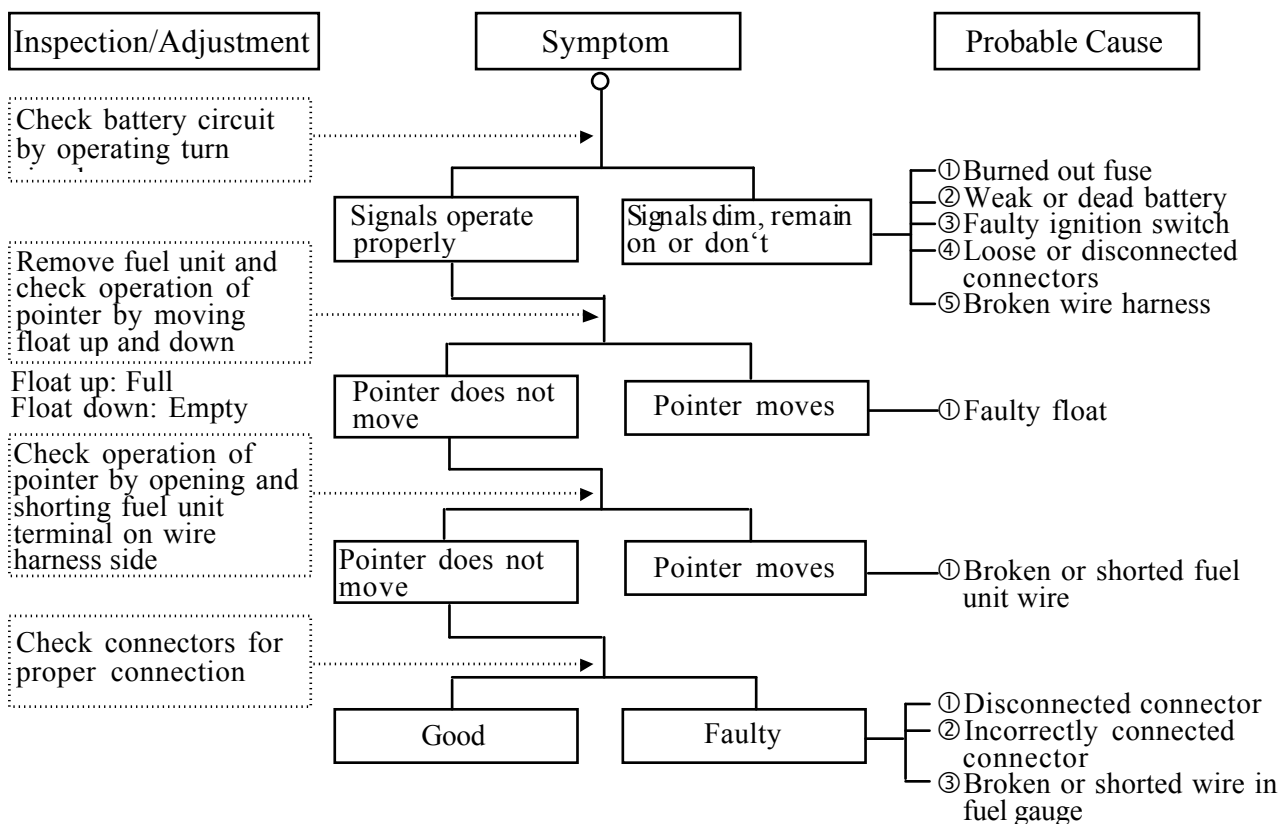 Inspection/Adjustment
Symptom
Probable Cause
Check battery circuit
by operating turn
Signals operate
properly
Signals dim, remain
on or don‘t
①Burned out fuse
②Weak or dead battery
③Faulty ignition switch
④Loose or disconnected
connectors
⑤Broken wire harness
Remove fuel unit and
check operation of
pointer by moving
float up and down
Float up: Full
Float down: Empty
Pointer does not
move
Pointer moves
①Faulty float
Check operation of
pointer by opening and
shorting fuel unit
terminal on wire
harness side
Pointer does not
move
Pointer moves
①Broken or shorted fuel
unit wire
Check connectors for
proper connection
Good
Faulty
①Disconnected connector
②Incorrectly connected
connector
③Broken or shorted wire in
fuel gauge